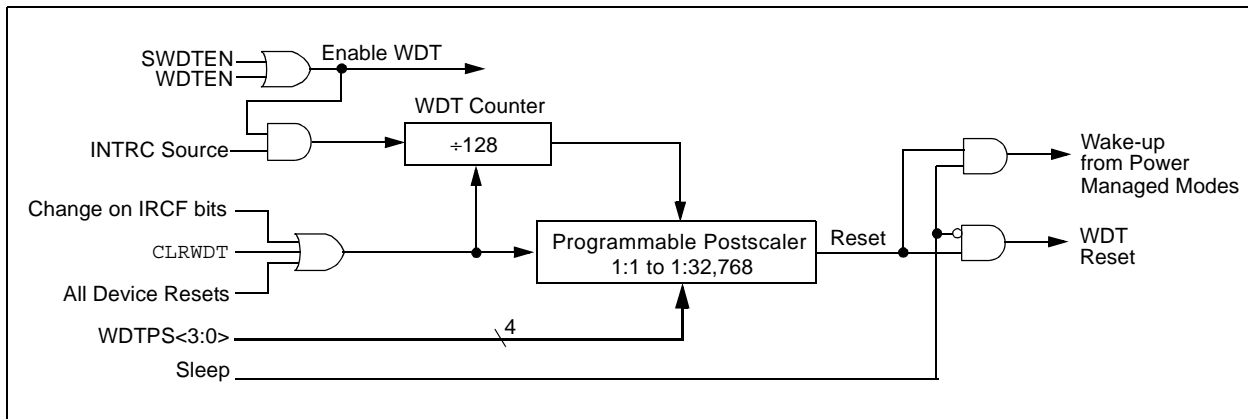 SWDTEN
WDTEN
Enable WDT
WDT Counter
÷128
INTRC Source
Change on IRCF bits
CLRWDT
All Device Resets
Programmable Postscaler
1:1 to 1:32,768
Reset
Wake-up
from Power
Managed Modes
WDT
Reset
WDTPS<3:0>
4
Sleep